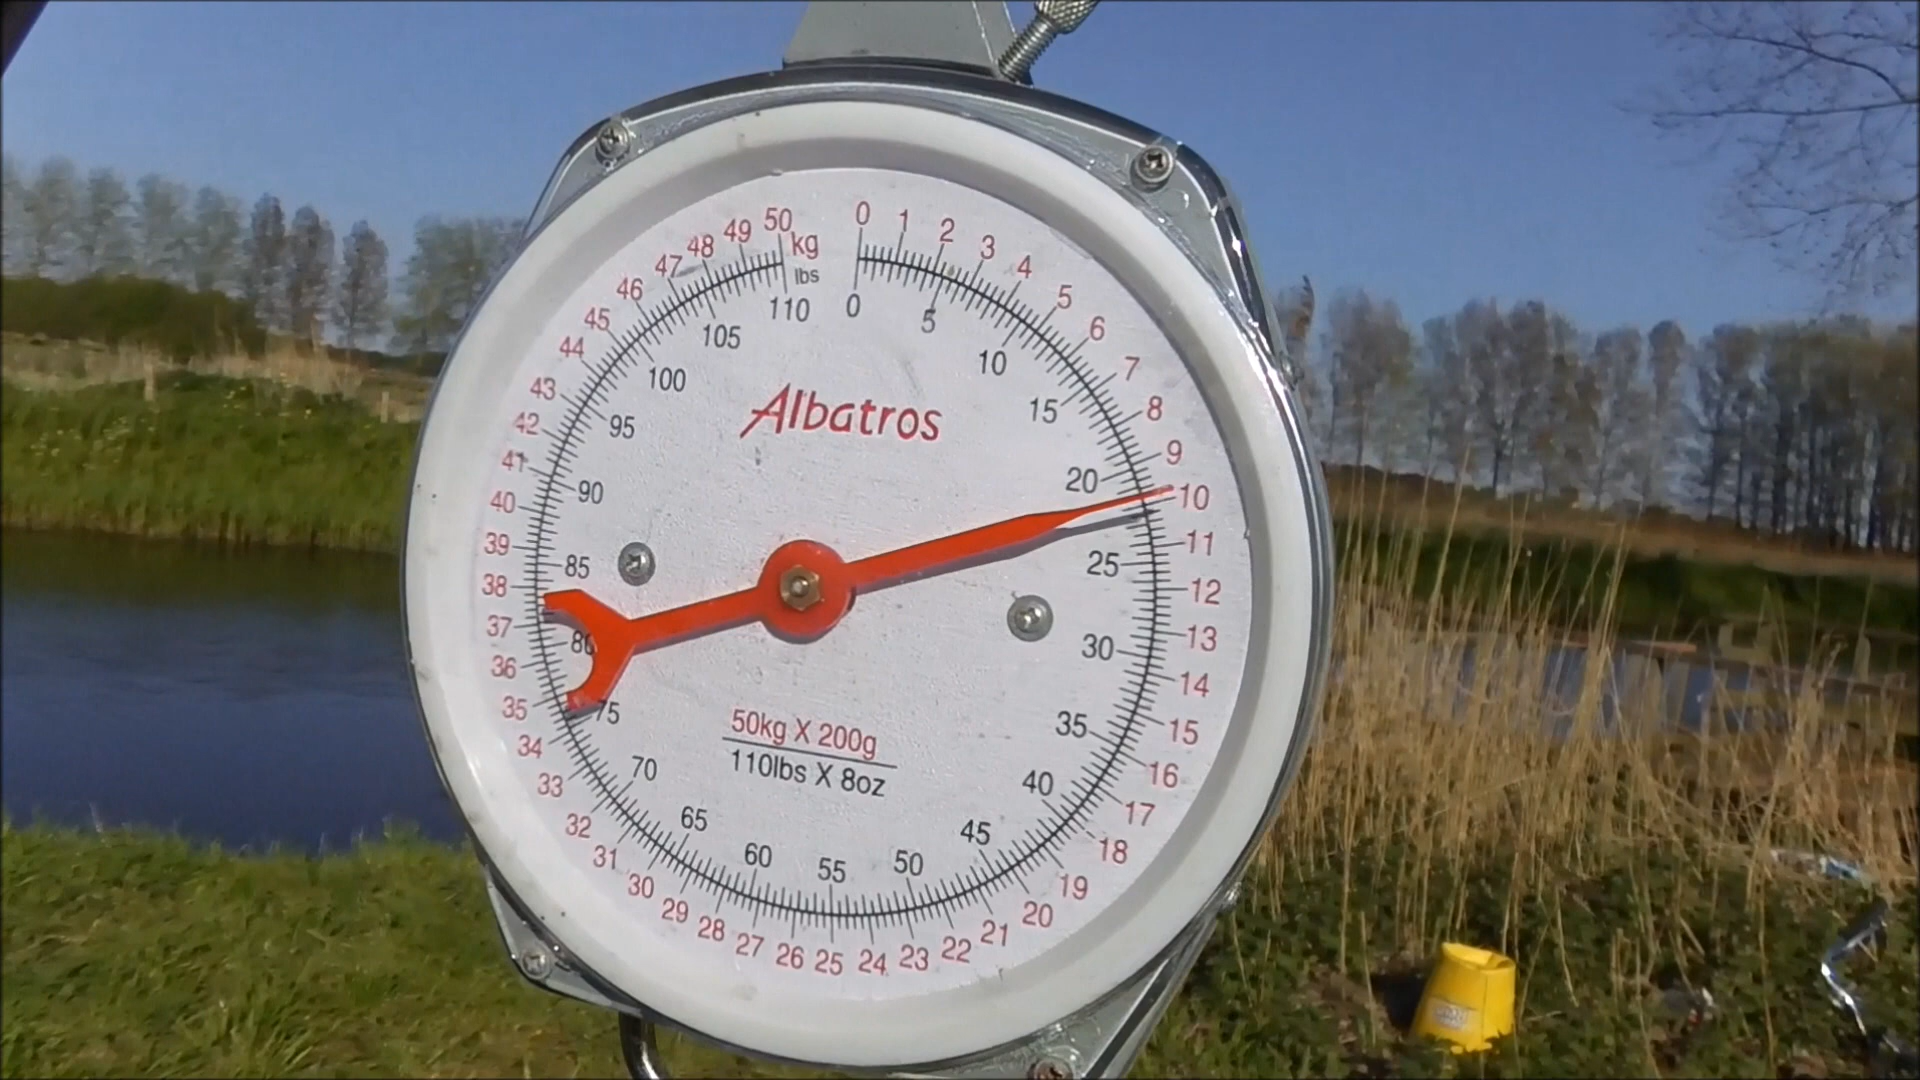 50 0 1 2 3 4 5 6 7 8 9 10 11 12 13 14 15 16 17 18 19 20 21 22 23 24 25 26 27 28 29 30 31 32 33 34 35 36 37 38 39 40 41 42 43 44 45 46 47 48 49
kg
lbs
110 0 5 10 15 20 25 30 35 40 45 50 55 60 65 70 75 80 85 90 95 100 105
Albatros
50kg X 200g
110lbs X 8oz